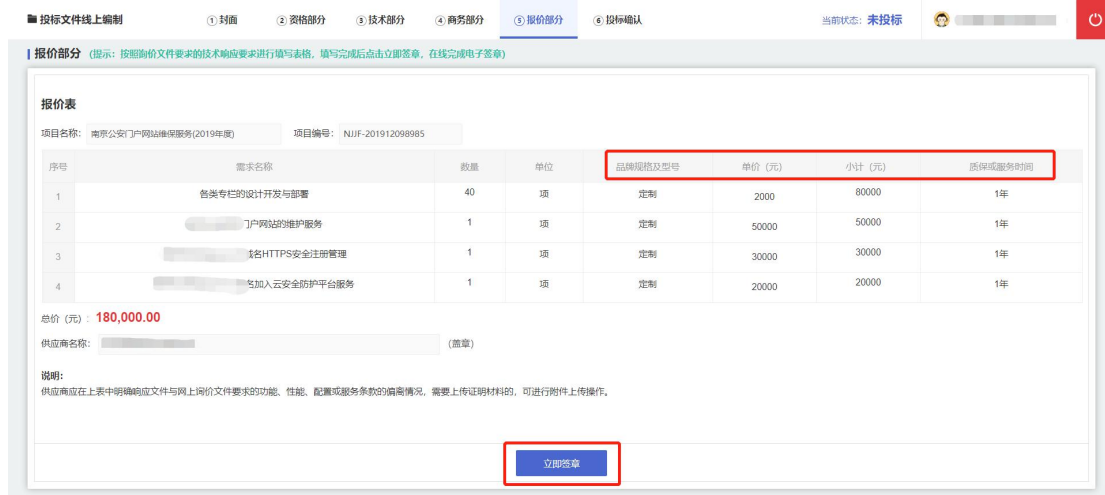 投标文件线上编制 ① 封面 ② 资格部分 ③ 技术部分 ④ 商务部分 ⑤ 报价部分 ⑥ 投标确认 当前状态：未投标
报价部分 (提示：按照询价文件要求的技术响应要求进行填写表格，填写完成后点击立即签章，在线完成电子签章)
报价表
项目名称： 南京公安门户网站维保服务(2019年度) 项目编号： NJJF-201912098985
序号 需求名称 数量 单位 品牌规格及型号 单价（元） 小计（元） 质保或服务时间
1 各类专栏的设计开发与部署 40 项 定制 2000 80000 1年
2 门户网站的维护服务 1 项 定制 50000 50000 1年
3 域名HTTPS安全注册管理 1 项 定制 30000 30000 1年
4 名加入云安全防护平台服务 1 项 定制 20000 20000 1年
总价（元）: 180,000.00
供应商名称： (盖章)
说明：
供应商应在上表中明确响应文件与网上询价文件要求的功能、性能、配置或服务条款的偏离情况，需要上传证明材料的，可进行附件上传操作。
立即签章